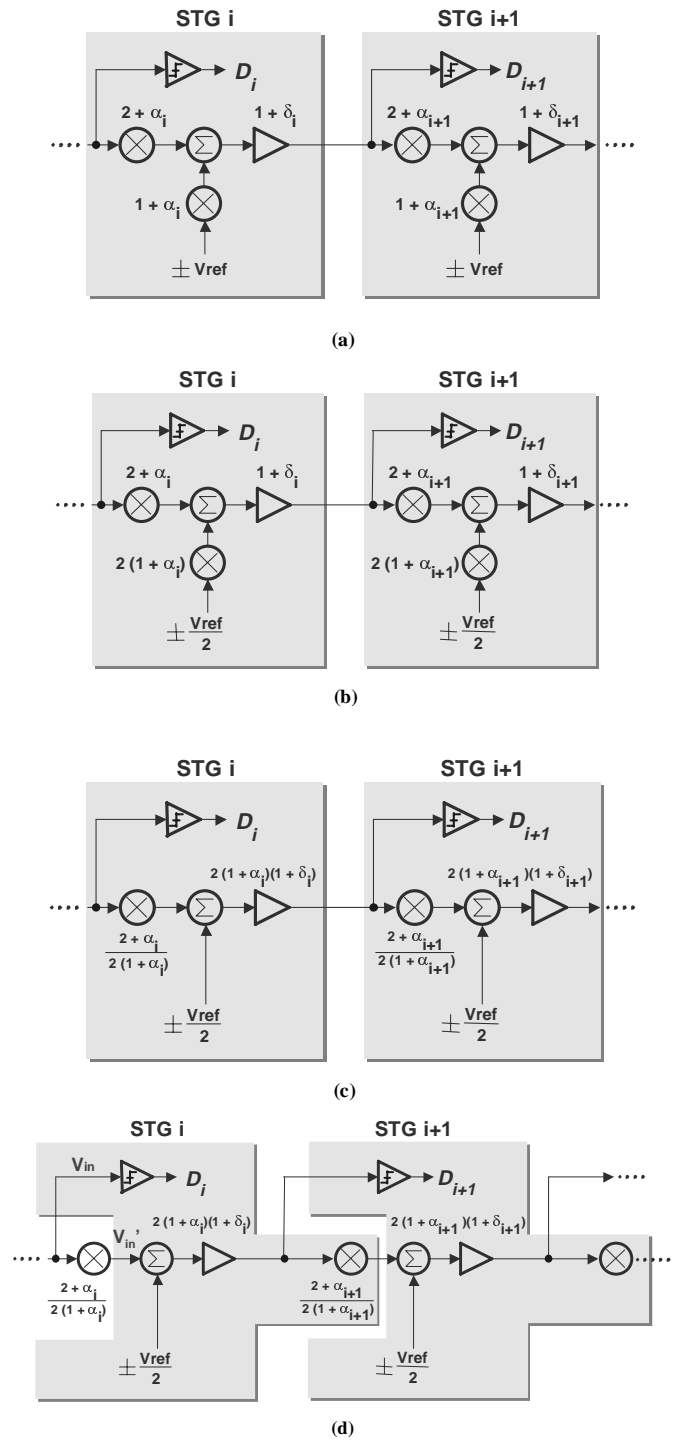 STG i STG i+1
D_i D_{i+1}
2 + α_i 1 + δ_i 2 + α_{i+1} 1 + δ_{i+1}
Σ Σ
1 + α_i 1 + α_{i+1}
± Vref ± Vref
(a)
STG i STG i+1
D_i D_{i+1}
2 + α_i 1 + δ_i 2 + α_{i+1} 1 + δ_{i+1}
Σ Σ
2 (1 + α_i) 2 (1 + α_{i+1})
± Vref/2 ± Vref/2
(b)
STG i STG i+1
D_i D_{i+1}
2 (1 + α_i)(1 + δ_i) 2 (1 + α_{i+1})(1 + δ_{i+1})
Σ Σ
2 + α_i 2 + α_{i+1}
2 (1 + α_i) 2 (1 + α_{i+1})
± Vref/2 ± Vref/2
(c)
STG i STG i+1
Vin D_i D_{i+1}
2 (1 + α_i)(1 + δ_i) 2 (1 + α_{i+1})(1 + δ_{i+1})
Vin' Σ Σ
2 + α_i 2 + α_{i+1}
2 (1 + α_i) 2 (1 + α_{i+1})
± Vref/2 ± Vref/2
(d)